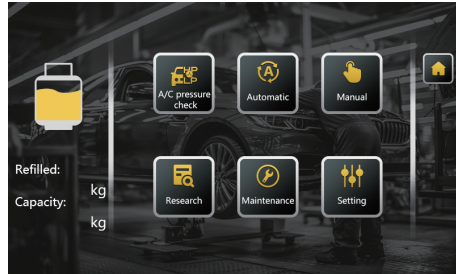 HP
LP
A/C pressure
check
Automatic
A
Manual
Refilled:
kg
Capacity:
kg
Research
Maintenance
Setting